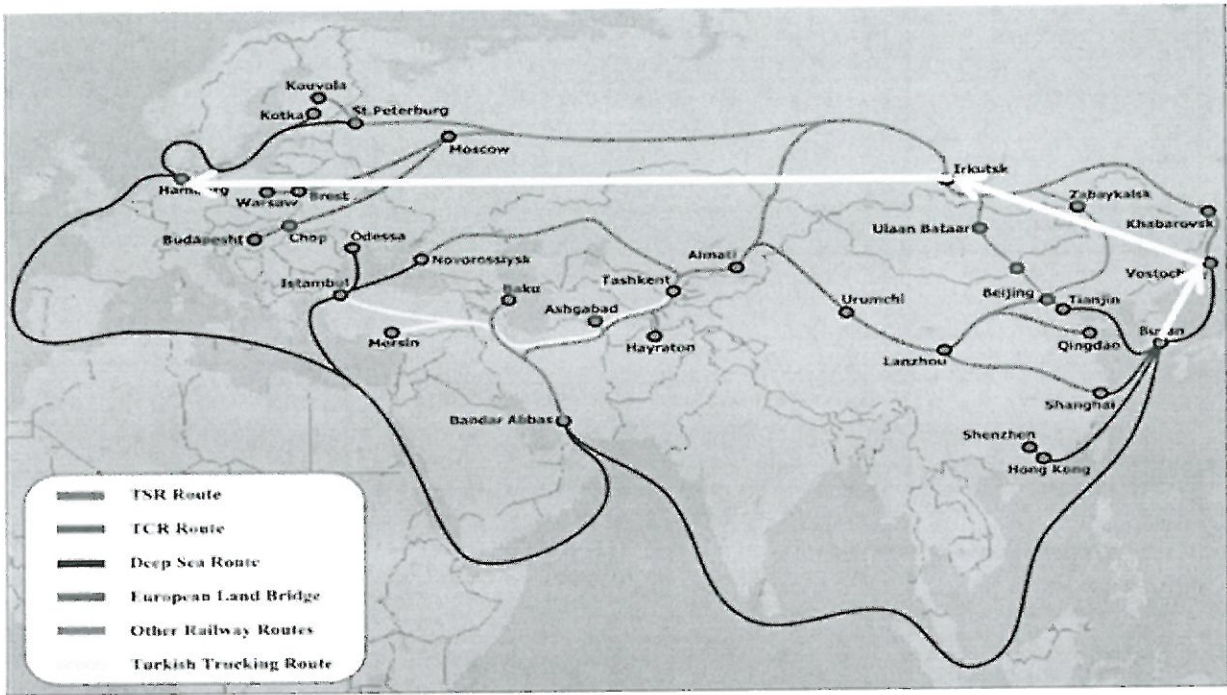 Kouvola
Kotka
St.Peterburg
Moscow
Irkutsk
Hamburg
Warsaw
Brest
Zabaykalsk
Khabarovsk
Budapesht
Chop
Odessa
Ulaan Bataar
Novorossiysk
Almati
Istambul
Baku
Tashkent
Ashgabad
Urumchi
Beijing
Tianjin
Mersin
Hayraton
Lanzhou
Qingdao
Shanghai
Bandar Abbas
Shenzhen
Hong Kong
TSR Route
TCR Route
Deep Sea Route
European Land Bridge
Other Railway Routes
Turkish Trucking Route